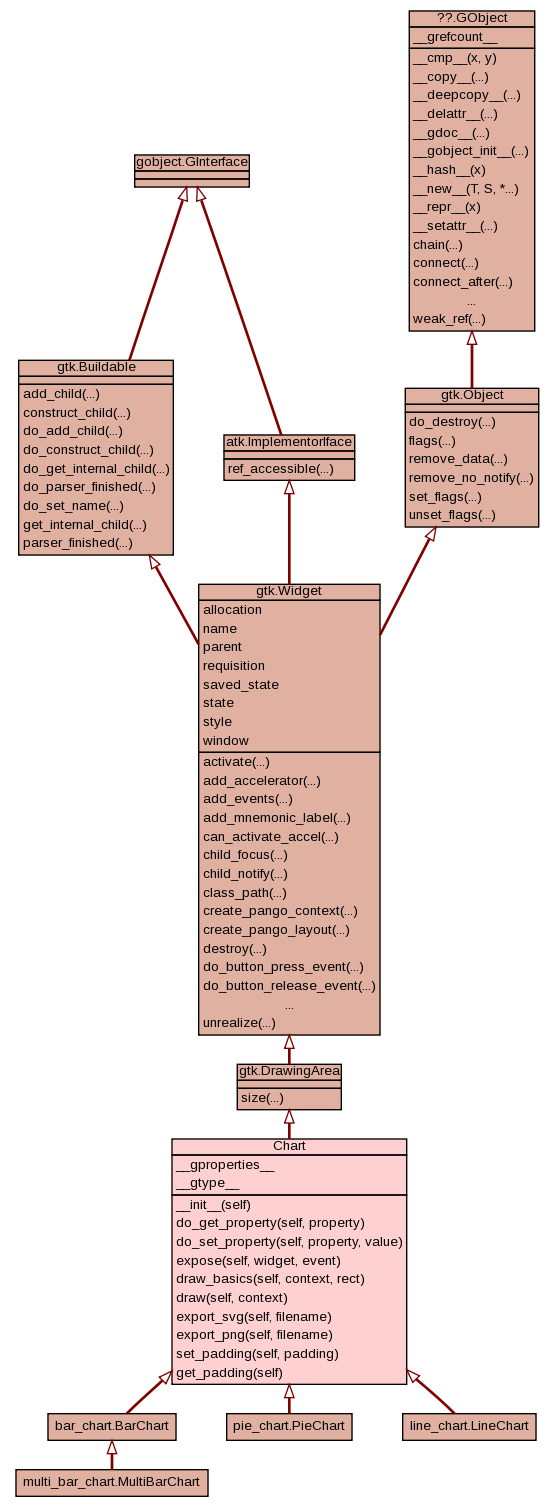 ??.GObject
__grefcount__
__cmp__(x, y)
__copy__(...)
__deepcopy__(...)
__delattr__(...)
__gdoc__(...)
__gobject_init__(...)
__hash__(x)
__new__(T, S, *...)
__repr__(x)
__setattr__(...)
chain(...)
connect(...)
connect_after(...)
...
weak_ref(...)
gobject.GInterface
gtk.Buildable
add_child(...)
construct_child(...)
do_add_child(...)
do_construct_child(...)
do_get_internal_child(...)
do_parser_finished(...)
do_set_name(...)
get_internal_child(...)
parser_finished(...)
atk.ImplementorIface
ref_accessible(...)
gtk.Object
do_destroy(...)
flags(...)
remove_data(...)
remove_no_notify(...)
set_flags(...)
unset_flags(...)
gtk.Widget
allocation
name
parent
requisition
saved_state
state
style
window
activate(...)
add_accelerator(...)
add_events(...)
add_mnemonic_label(...)
can_activate_accel(...)
child_focus(...)
child_notify(...)
class_path(...)
create_pango_context(...)
create_pango_layout(...)
destroy(...)
do_button_press_event(...)
do_button_release_event(...)
...
unrealize(...)
gtk.DrawingArea
size(...)
Chart
__gproperties__
__gtype__
__init__(self)
do_get_property(self, property)
do_set_property(self, property, value)
expose(self, widget, event)
draw_basics(self, context, rect)
draw(self, context)
export_svg(self, filename)
export_png(self, filename)
set_padding(self, padding)
get_padding(self)
bar_chart.BarChart
pie_chart.PieChart
line_chart.LineChart
multi_bar_chart.MultiBarChart